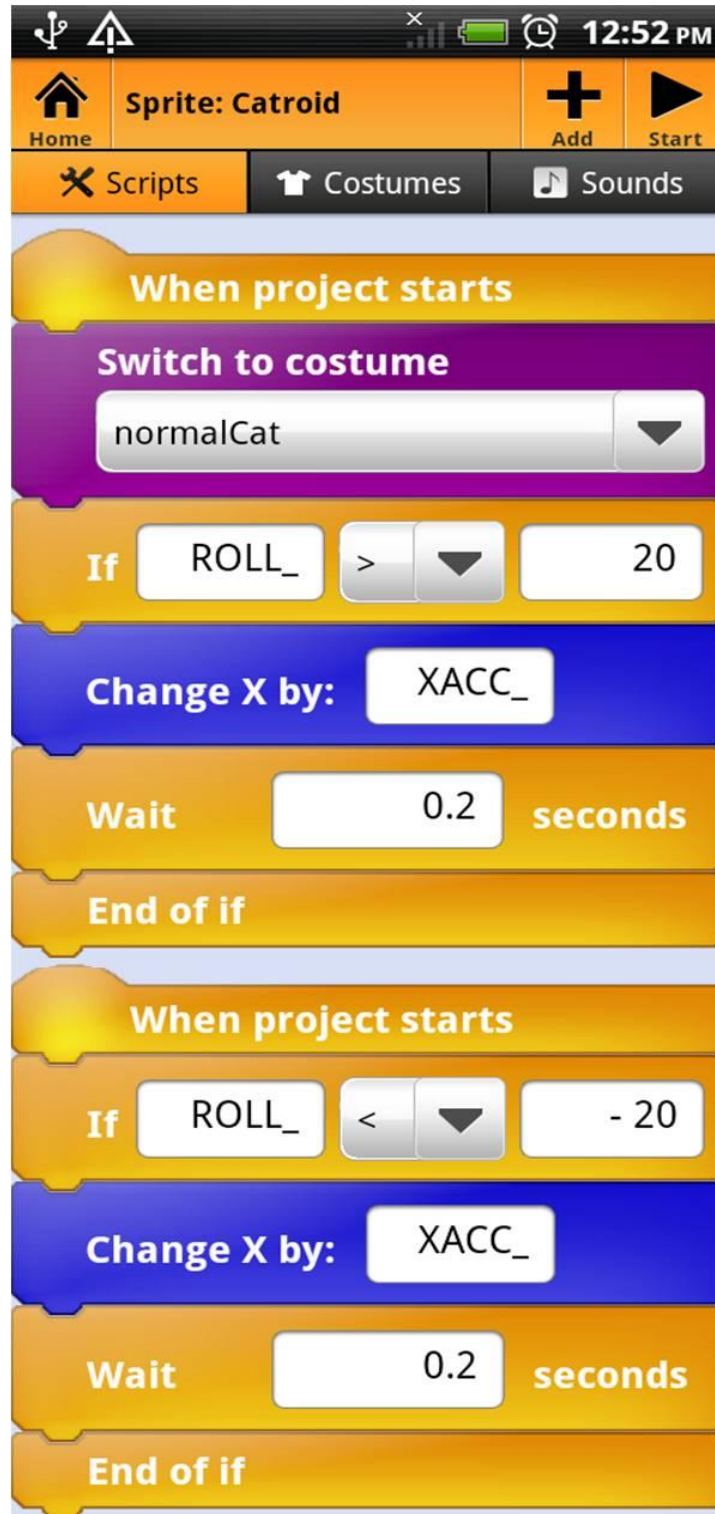 12:52 PM
Home
Sprite: Catroid
Add
Start
Scripts
Costumes
Sounds
When project starts
Switch to costume
normalCat
If ROLL_ > 20
Change X by: XACC_
Wait 0.2 seconds
End of if
When project starts
If ROLL_ < - 20
Change X by: XACC_
Wait 0.2 seconds
End of if